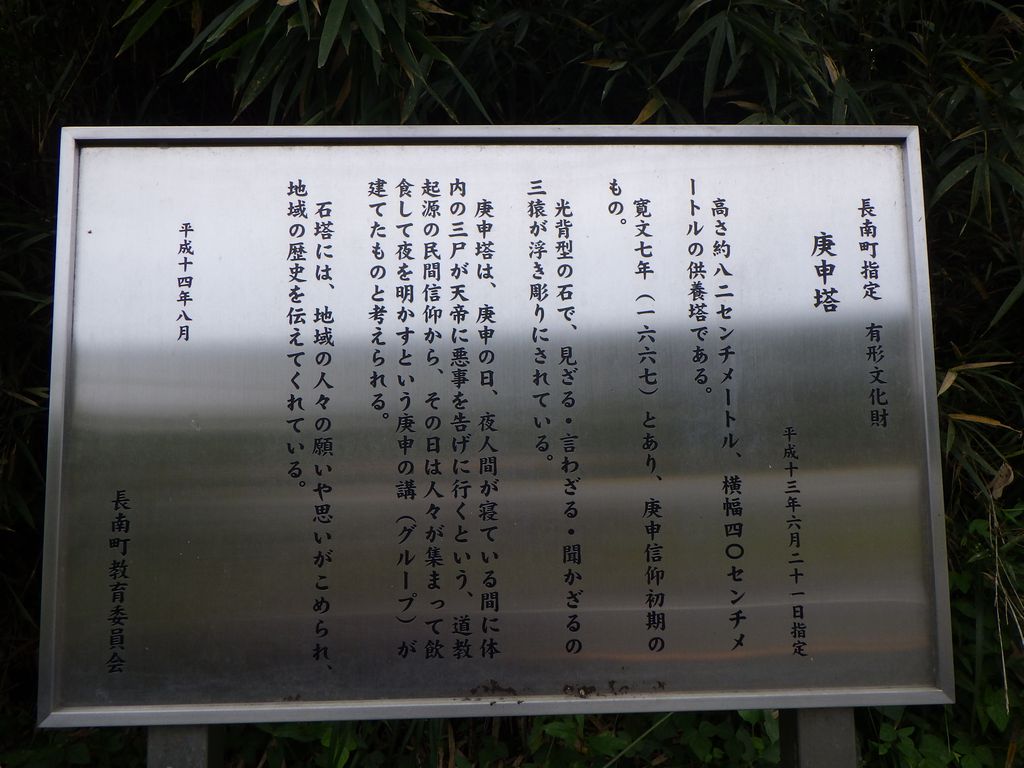 長南町指定　有形文化財
庚申塔
平成十三年六月二十一日指定
高さ約八二センチメートル、横幅四〇センチメ
ートルの供養塔である。
寛文七年（一六六七）とあり、庚申信仰初期の
もの。
光背型の石で、見ざる・言わざる・聞かざるの
三猿が浮き彫りにされている。
庚申塔は、庚申の日、夜人間が寝ている間に体
内の三尸が天帝に悪事を告げに行くという、道教
起源の民間信仰から、その日は人々が集まって飲
食して夜を明かすという庚申の講（グループ）が
建てたものと考えられる。
石塔には、地域の人々の願いや思いがこめられ、
地域の歴史を伝えてくれている。
平成十四年八月
長南町教育委員会